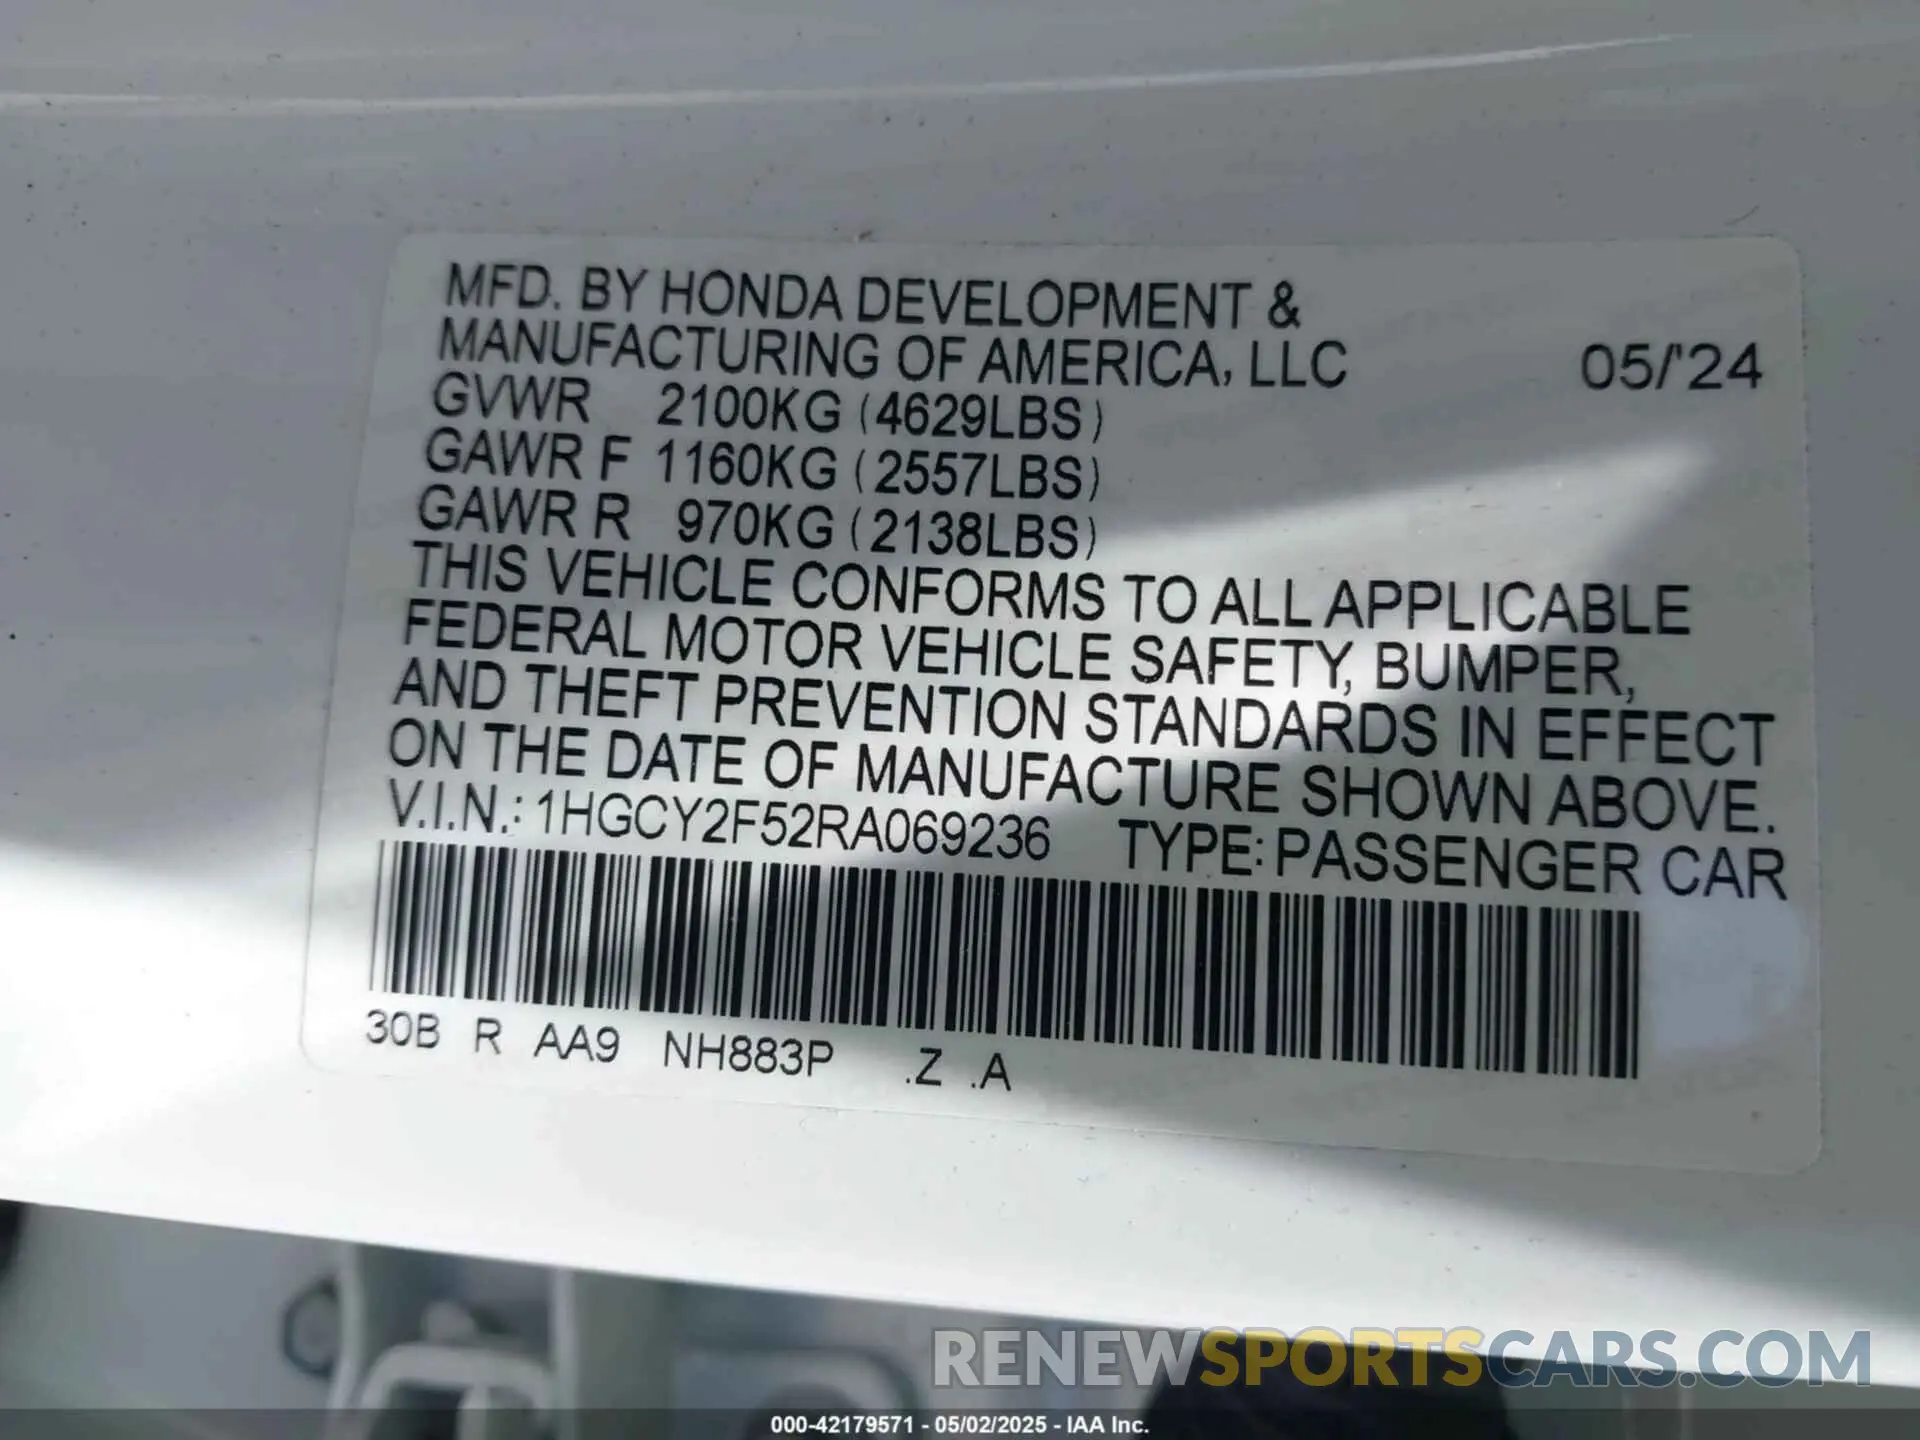 MFD. BY HONDA DEVELOPMENT &
MANUFACTURING OF AMERICA, LLC 05/'24
GVWR 2100KG (4629LBS)
GAWR F 1160KG (2557LBS)
GAWR R 970KG (2138LBS)
THIS VEHICLE CONFORMS TO ALL APPLICABLE
FEDERAL MOTOR VEHICLE SAFETY, BUMPER,
AND THEFT PREVENTION STANDARDS IN EFFECT
ON THE DATE OF MANUFACTURE SHOWN ABOVE.
V.I.N.: 1HGCY2F52RA069236 TYPE: PASSENGER CAR
30B R AA9 NH883P .Z .A
RENEWSPORTSCARS.COM
000-42179571 - 05/02/2025 - IAA Inc.